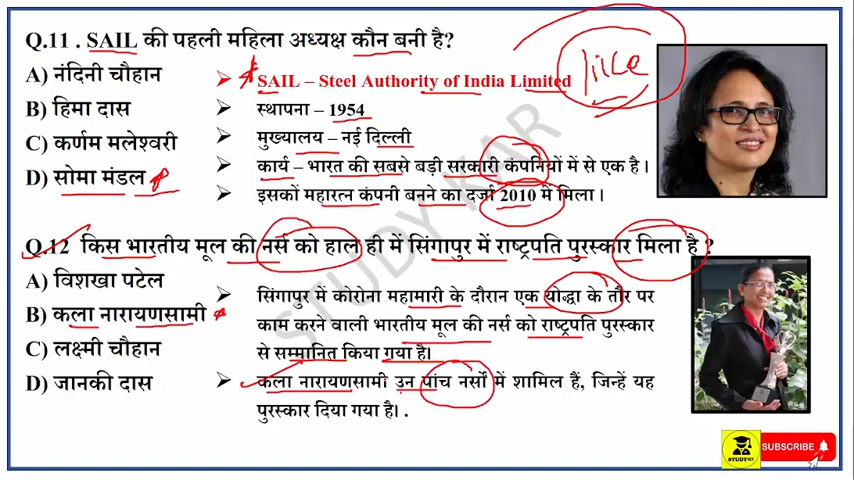 Q.11 . SAIL की पहली महिला अध्यक्ष कौन बनी है?
A) नंदिनी चौहान
B) हिमा दास
C) कर्णम मलेश्वरी
D) सोमा मंडल
SAIL – Steel Authority of India Limited
स्थापना – 1954
मुख्यालय – नई दिल्ली
कार्य – भारत की सबसे बड़ी सरकारी कंपनियों में से एक है।
इसकों महारत्न कंपनी बनने का दर्जा 2010 में मिला।
like
Q.12 किस भारतीय मूल की नर्स को हाल ही में सिंगापुर में राष्ट्रपति पुरस्कार मिला है ?
A) विशखा पटेल
B) कला नारायणसामी
C) लक्ष्मी चौहान
D) जानकी दास
सिंगापुर में कोरोना महामारी के दौरान एक योद्धा के तौर पर
काम करने वाली भारतीय मूल की नर्स को राष्ट्रपति पुरस्कार
से सम्मानित किया गया है।
कला नारायणसामी उन पांच नर्सों में शामिल हैं, जिन्हें यह
पुरस्कार दिया गया है। .
STUDY KAR
SUBSCRIBE